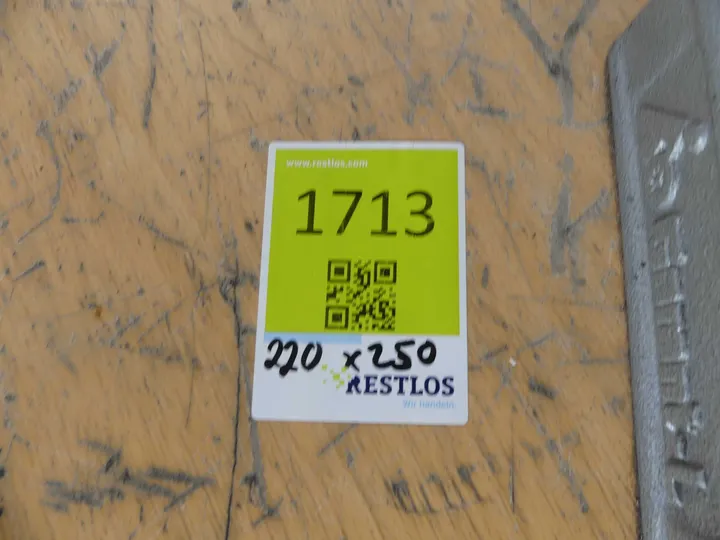 www.restlos.com
1713
220 x 250
RESTLOS
Wir handeln.